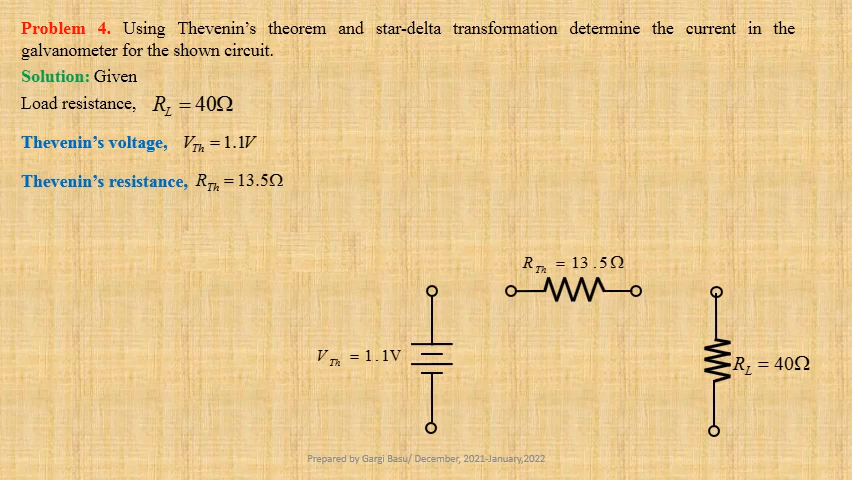 Problem 4. Using Thevenin's theorem and star-delta transformation determine the current in the
galvanometer for the shown circuit.
Solution: Given
Load resistance, R_L = 40Ω
Thevenin's voltage, V_Th = 1.1V
Thevenin's resistance, R_Th = 13.5Ω
R_Th = 13.5Ω
V_Th = 1.1V
R_L = 40Ω
Prepared by Gargi Basu/ December, 2021-January,2022